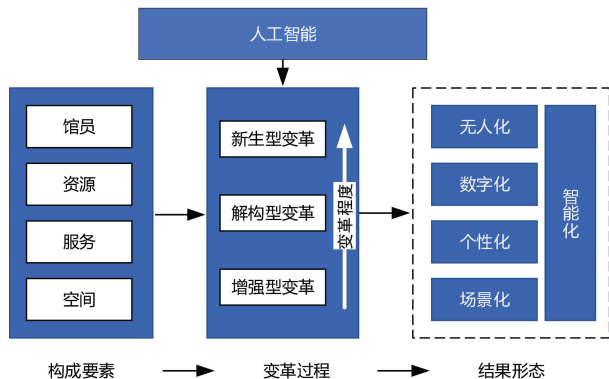 人工智能
馆员
资源
服务
空间
新生型变革
解构型变革
增强型变革
变革程度
无人化
数字化
个性化
场景化
智能化
构成要素
变革过程
结果形态